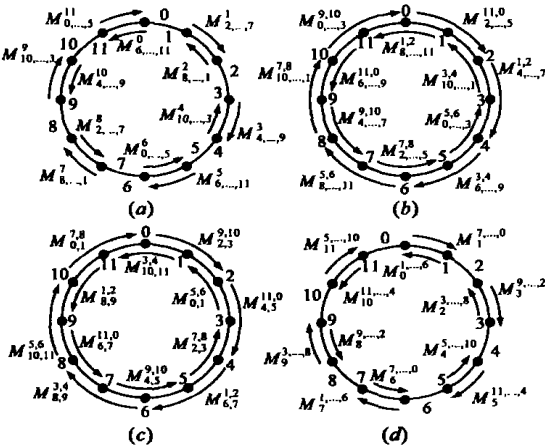 M^{11}_{0,...,5} 0 M^{1}_{2,...,7}
11 1
M^{0}_{6,...,11}
M^{9}_{10,...,3} 10 M^{2}_{8,...,1} 2
M^{10}_{4,...,9} M^{4}_{10,...,3}
9 3
M^{8}_{2,...,7} M^{3}_{4,...,9}
8 M^{6}_{0,...,5} 4
7 5
M^{7}_{8,...,1} 6 M^{5}_{6,...,11}
(a)
M^{9,10}_{0,...,3} 0 M^{11,0}_{2,...,5}
11 1
M^{1,2}_{8,...,11}
M^{7,8}_{10,...,1} 10 2 M^{1,2}_{4,...,7}
M^{11,0}_{6,...,9} M^{3,4}_{10,...,1}
9 3
M^{9,10}_{4,...,7} M^{5,6}_{0,...,3}
8 M^{7,8}_{2,...,5} 4
7 5
M^{5,6}_{8,...,11} 6 M^{3,4}_{6,...,9}
(b)
M^{7,8}_{0,1} 0 M^{9,10}_{2,3}
11 1
M^{3,4}_{10,11}
10 2
M^{1,2}_{8,9} M^{5,6}_{0,1} M^{11,0}_{4,5}
9 3
M^{5,6}_{10,11} M^{11,0}_{6,7} M^{7,8}_{2,3}
8 M^{9,10}_{4,5} 4
7 5
M^{3,4}_{8,9} 6 M^{1,2}_{6,7}
(c)
M^{5,...,10}_{11} 0 M^{7,...,0}_{1}
11 1
M^{1,...,6}_{0}
10 2
M^{11,...,4}_{10} M^{3,...,8}_{2} M^{9,...,2}_{3}
9 3
M^{9,...,2}_{8} M^{5,...,10}_{4}
M^{3,...,8}_{9} 8 M^{7,...,0}_{6} 4
7 5
M^{1,...,6}_{7} 6 M^{11,...,4}_{5}
(d)